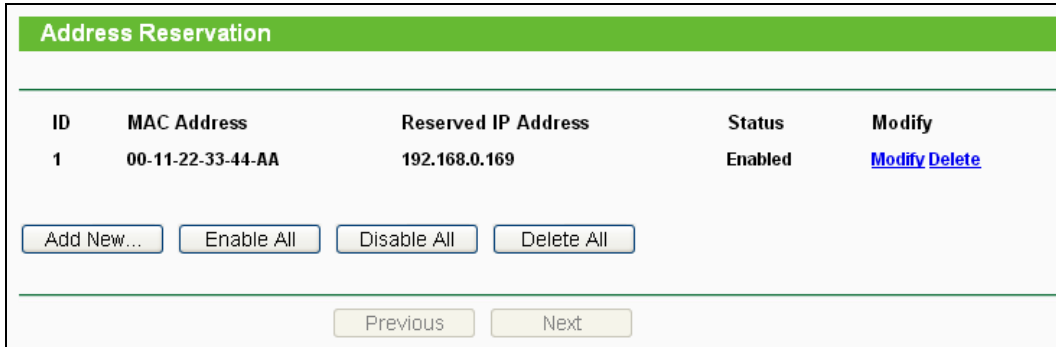 Address Reservation
ID MAC Address Reserved IP Address Status Modify
1 00-11-22-33-44-AA 192.168.0.169 Enabled Modify Delete
Add New... Enable All Disable All Delete All
Previous Next